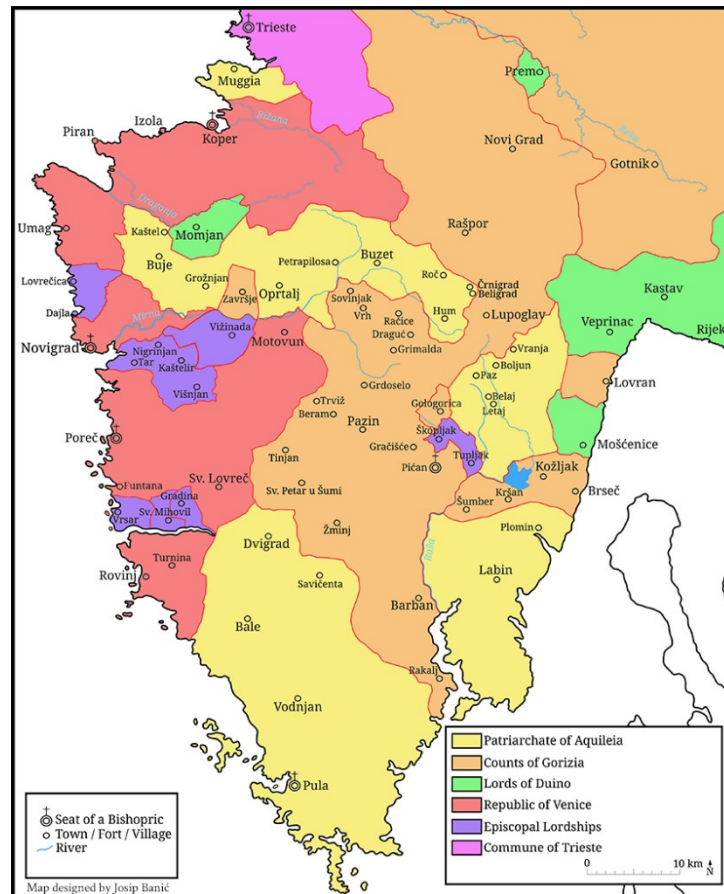 Trieste
Muggia
Premo
Rižana
Izola
Koper
Piran
Novi Grad
Gotnik
Dragonja
Umag
Kaštel
Momjan
Rašpor
Buje
Petrapilosa
Buzet
Roč
Lovrečica
Grožnjan
Završje
Oprtalj
Sovinjak
Vrh
Črnigrad
Beligrad
Kastav
Dajla
Mirna
Račice
Hum
Lupoglav
Veprinac
Rijek
Novigrad
Vižinada
Motovun
Draguć
Nigrinjan
Tar
Kaštelir
Grimalda
Vranja
Boljun
Paz
Lovran
Višnjan
Grdoselo
Belaj
Letaj
Trviž
Beram
Gologorica
Poreč
Pazin
Škopljak
Gračišće
Tupljak
Mošćenice
Tinjan
Pićan
Kožljak
Funtana
Sv. Lovreč
Sv. Petar u Šumi
Kršan
Brseč
Gradina
Vrsar
Sv. Mihovil
Šumber
Žminj
Plomin
Dvigrad
Raša
Turnina
Rovinj
Savičenta
Labin
Barban
Bale
Rakalj
Vodnjan
Pula
Patriarchate of Aquileia
Counts of Gorizia
Lords of Duino
Republic of Venice
Episcopal Lordships
Commune of Trieste
0 10 km
N
Seat of a Bishopric
Town / Fort / Village
River
Map designed by Josip Banić